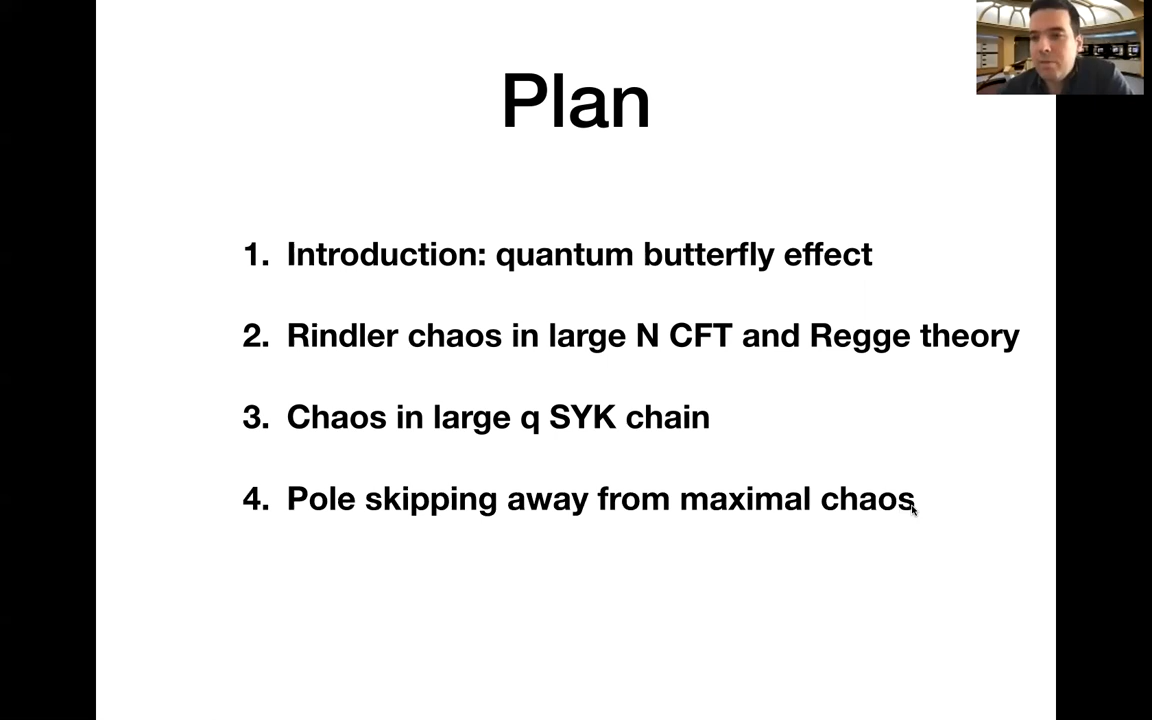 Plan
1. Introduction: quantum butterfly effect
2. Rindler chaos in large N CFT and Regge theory
3. Chaos in large q SYK chain
4. Pole skipping away from maximal chaos